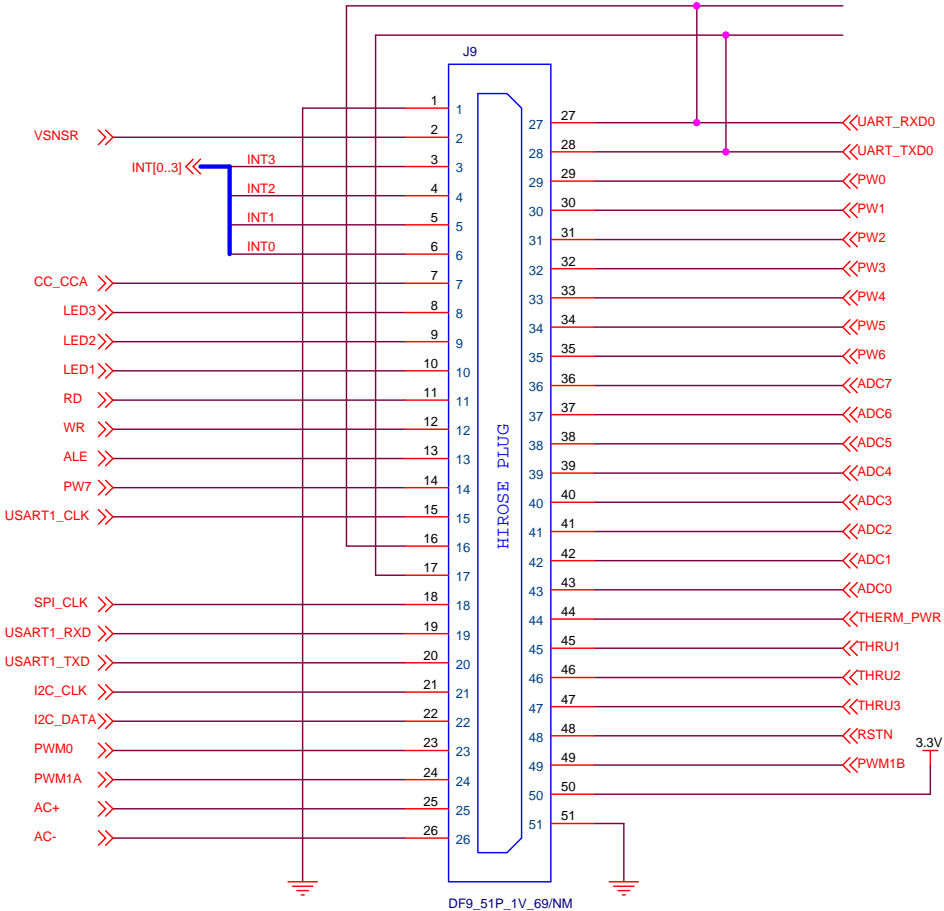 J9
1 1
VSNSR 2 2
INT[0..3] INT3 3 3
INT2 4 4
INT1 5 5
INT0 6 6
CC_CCA 7 7
LED3 8 8
LED2 9 9
LED1 10 10
RD 11 11
WR 12 12
ALE 13 13
PW7 14 14
USART1_CLK 15 15
16 16
17 17
SPI_CLK 18 18
USART1_RXD 19 19
USART1_TXD 20 20
I2C_CLK 21 21
I2C_DATA 22 22
PWM0 23 23
PWM1A 24 24
AC+ 25 25
AC- 26 26
HIROSE PLUG
27 27 UART_RXD0
28 28 UART_TXD0
29 29 PW0
30 30 PW1
31 31 PW2
32 32 PW3
33 33 PW4
34 34 PW5
35 35 PW6
36 36 ADC7
37 37 ADC6
38 38 ADC5
39 39 ADC4
40 40 ADC3
41 41 ADC2
42 42 ADC1
43 43 ADC0
44 44 THERM_PWR
45 45 THRU1
46 46 THRU2
47 47 THRU3
48 48 RSTN
49 49 PWM1B
50 50 3.3V
51 51
DF9_51P_1V_69/NM